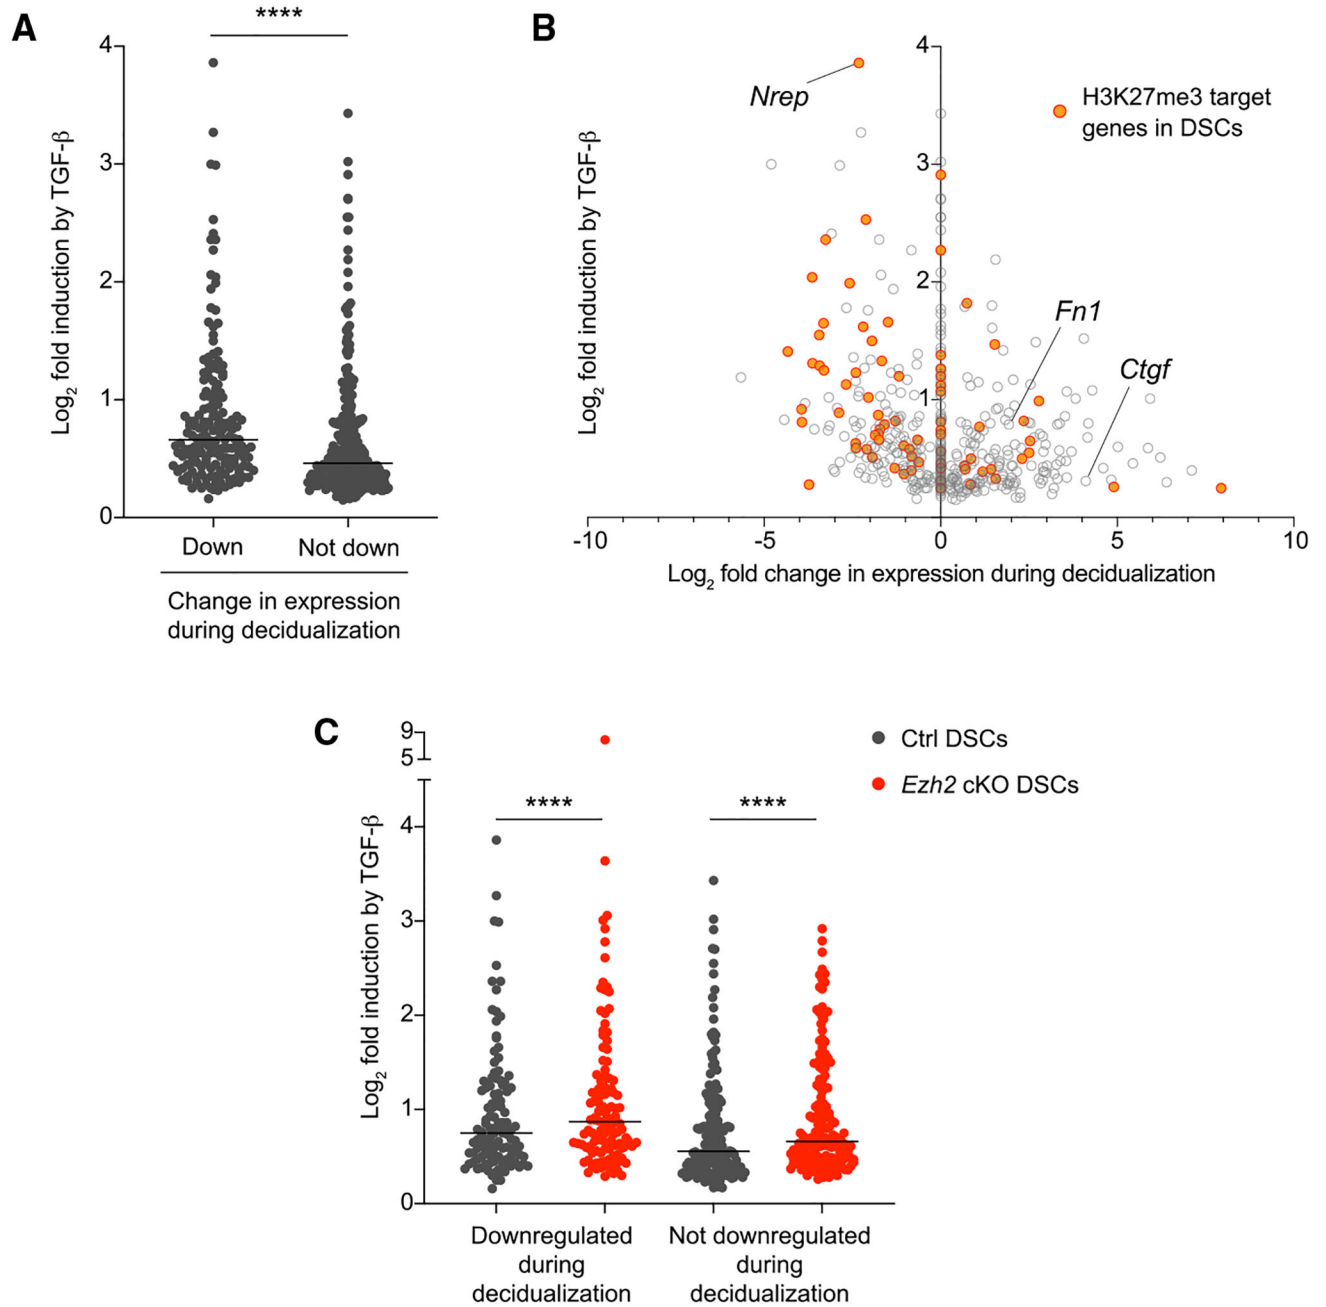 A
****
4
3
2
1
0
Log2 fold induction by TGF-β
Down
Not down
Change in expression
during decidualization
B
4
3
2
1
Log2 fold induction by TGF-β
Nrep
H3K27me3 target
genes in DSCs
Fn1
Ctgf
-10
-5
0
5
10
Log2 fold change in expression during decidualization
C
9
5
4
3
2
1
0
Log2 fold induction by TGF-β
Ctrl DSCs
Ezh2 cKO DSCs
****
****
Downregulated
during
decidualization
Not downregulated
during
decidualization